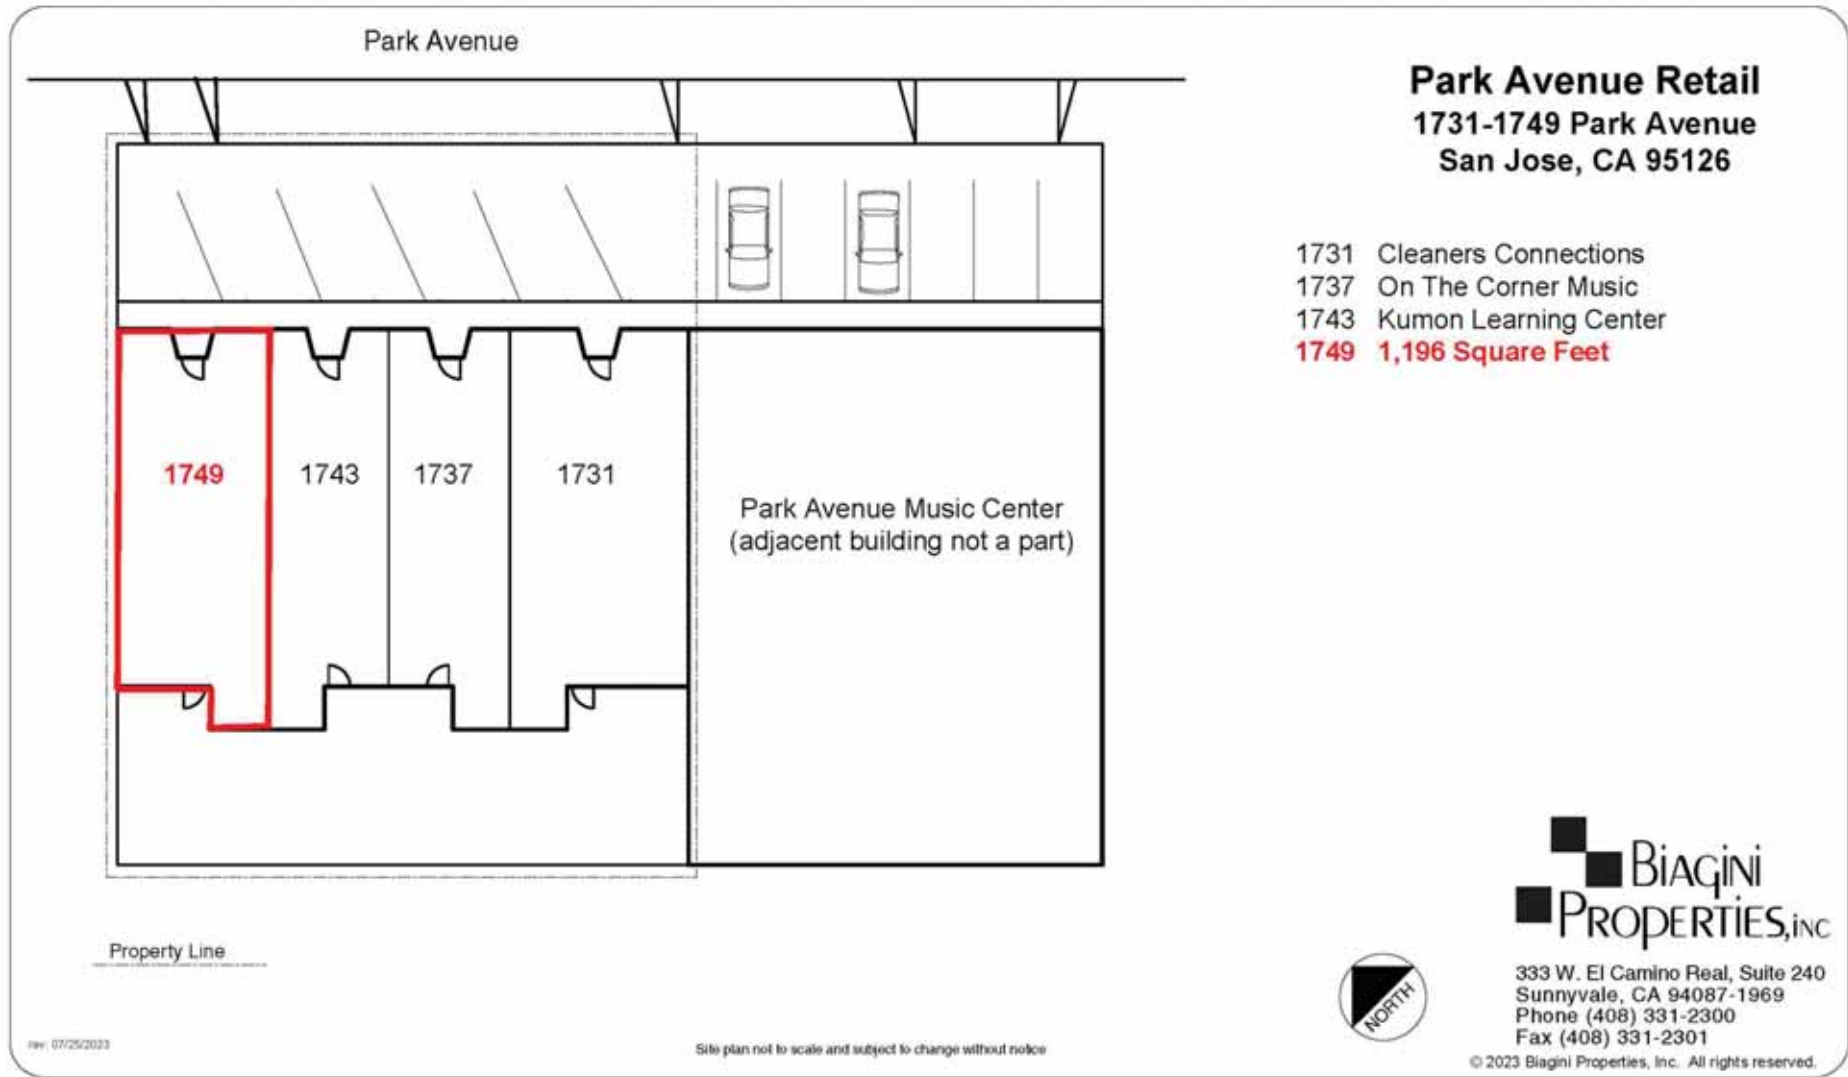 Park Avenue
Park Avenue Retail
1731-1749 Park Avenue
San Jose, CA 95126
1731 Cleaners Connections
1737 On The Corner Music
1743 Kumon Learning Center
1749 1,196 Square Feet
1749
1743
1737
1731
Park Avenue Music Center
(adjacent building not a part)
Property Line
NORTH
BiAGiNi
PROPERTiES,iNC
333 W. El Camino Real, Suite 240
Sunnyvale, CA 94087-1969
Phone (408) 331-2300
Fax (408) 331-2301
© 2023 Biagini Properties, Inc. All rights reserved.
rev: 07/25/2023
Site plan not to scale and subject to change without notice